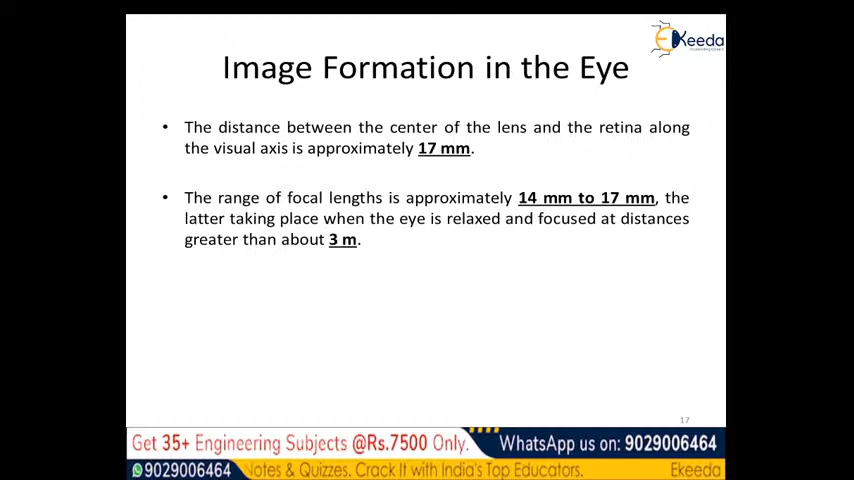 Keeda
Image Formation in the Eye
• The distance between the center of the lens and the retina along
the visual axis is approximately 17 mm.
• The range of focal lengths is approximately 14 mm to 17 mm, the
latter taking place when the eye is relaxed and focused at distances
greater than about 3 m.
17
Get 35+ Engineering Subjects @Rs.7500 Only.
WhatsApp us on: 9029006464
9029006464
Notes & Quizzes. Crack It with India's Top Educators.
Ekeeda